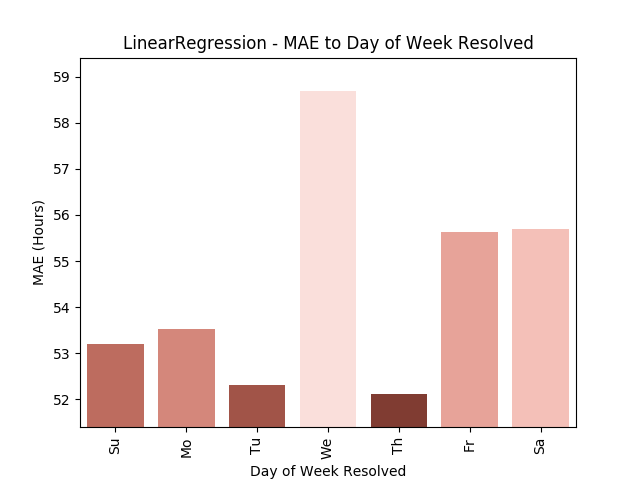 LinearRegression - MAE to Day of Week Resolved
59
58
57
56
55
54
53
52
MAE (Hours)
Su
Mo
Tu
We
Th
Fr
Sa
Day of Week Resolved